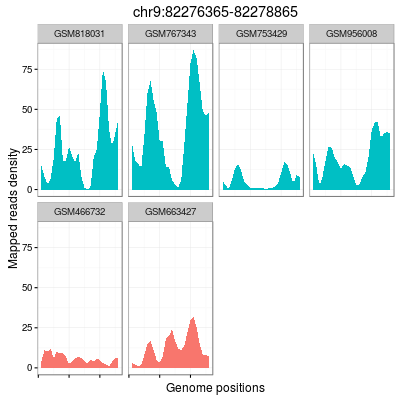 chr9:82276365-82278865
GSM818031 GSM767343 GSM753429 GSM956008
75
50
25
0
Mapped reads density
GSM466732 GSM663427
75
50
25
0
Genome positions